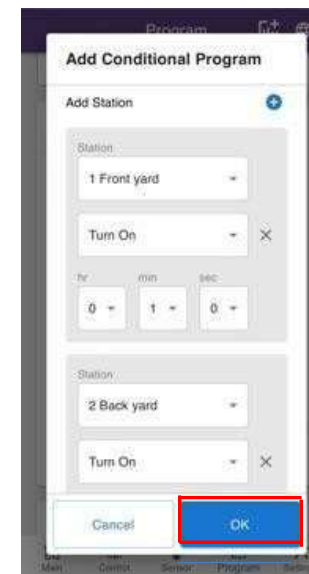 Program
Add Conditional Program
Add Station
Station
1 Front yard
Turn On
hr min sec
0 1 0
Station
2 Back yard
Turn On
Cancel OK
Main Control Sensor Program